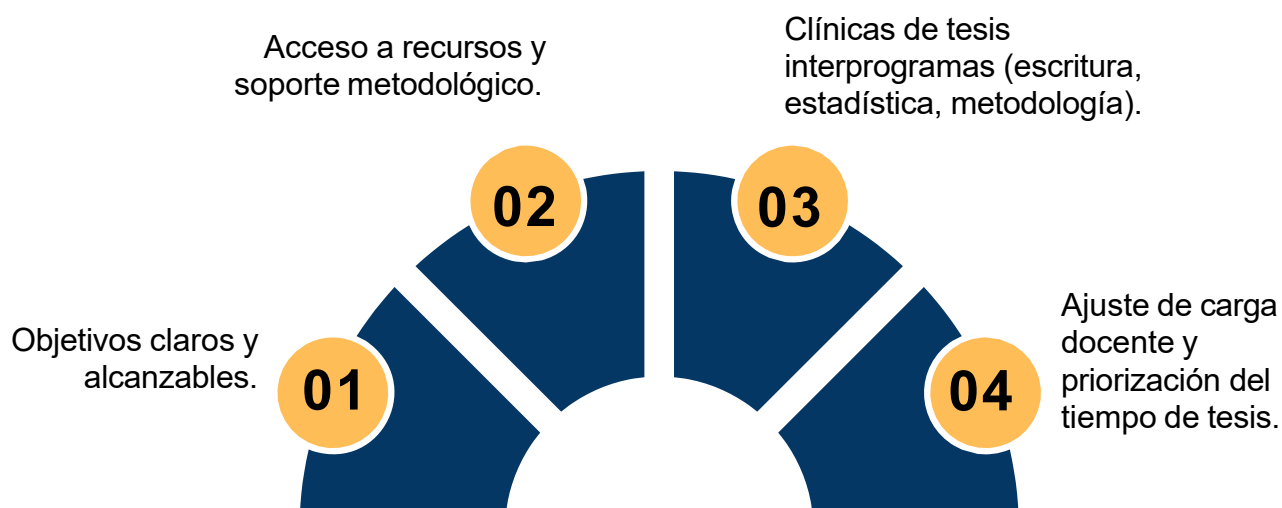 01
Objetivos claros y
alcanzables.
02
Acceso a recursos y
soporte metodológico.
03
Clínicas de tesis
interprogramas (escritura,
estadística, metodología).
04
Ajuste de carga
docente y
priorización del
tiempo de tesis.